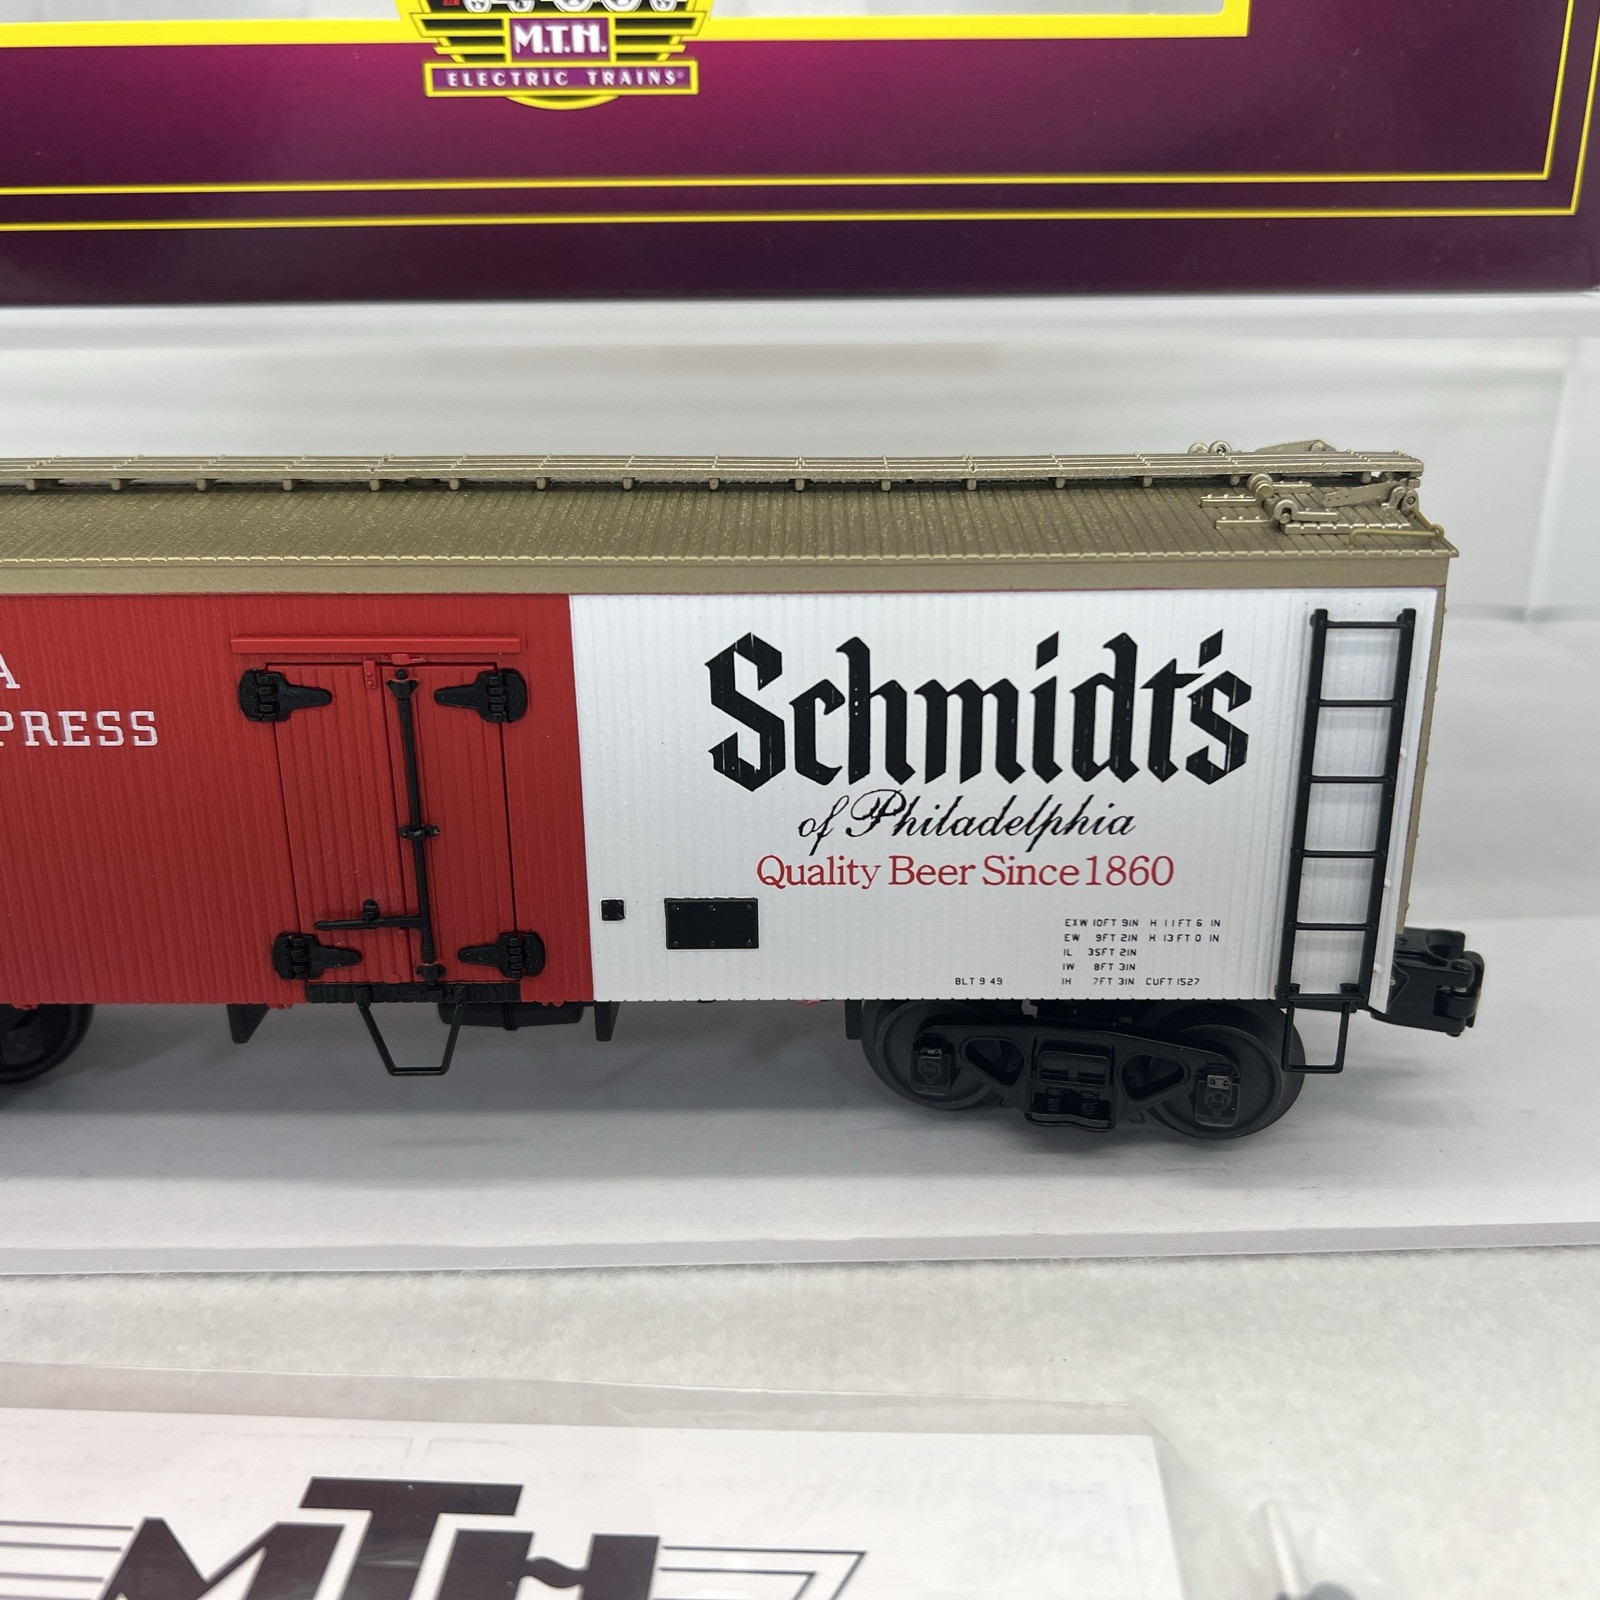 M.T.H.
ELECTRIC TRAINS
A
PRESS
Schmidt's
of Philadelphia
Quality Beer Since 1860
EXW 10FT 9IN H 11FT 6 IN
EW 9FT 2IN H 13FT 0 IN
IL 35FT 2IN
IW 8FT 3IN
BLT 9 49 IH 7FT 3IN CUFT 1527
MTH